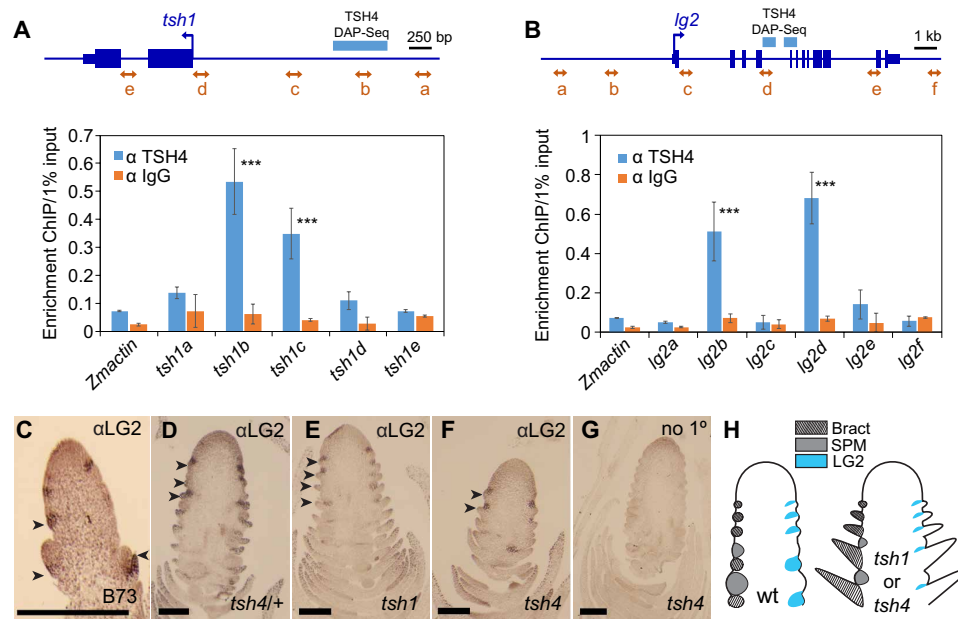 A
tsh1
TSH4
DAP-Seq
250 bp
e
d
c
b
a
Enrichment ChIP/1% input
0.7
0.6
0.5
0.4
0.3
0.2
0.1
0
α TSH4
α IgG
***
***
Zmactin
tsh1a
tsh1b
tsh1c
tsh1d
tsh1e
B
lg2
TSH4
DAP-Seq
1 kb
a
b
c
d
e
f
Enrichment ChIP/1% input
1
0.8
0.6
0.4
0.2
0
α TSH4
α IgG
***
***
Zmactin
lg2a
lg2b
lg2c
lg2d
lg2e
lg2f
C
αLG2
B73
D
αLG2
tsh4/+
E
αLG2
tsh1
F
αLG2
tsh4
G
no 1º
tsh4
H
Bract
SPM
LG2
wt
tsh1
or
tsh4